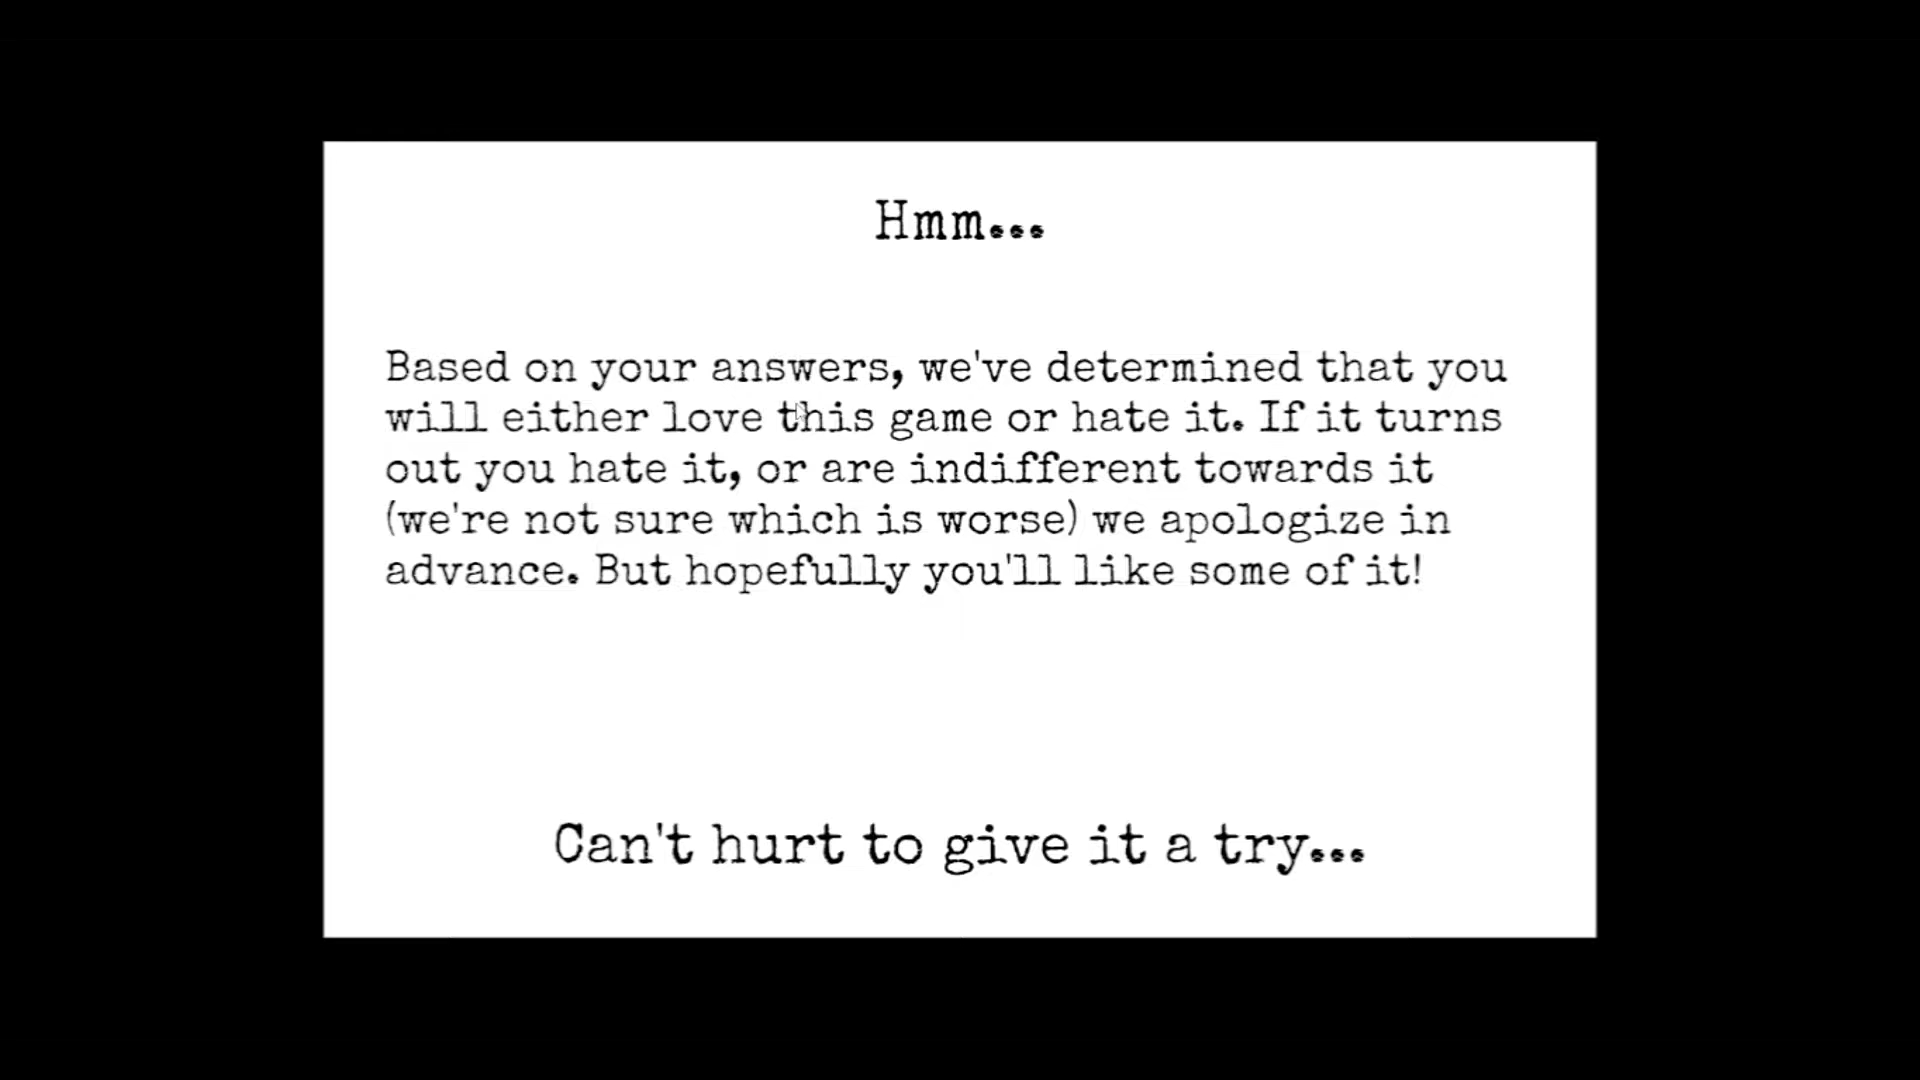 Hmm...
Based on your answers, we've determined that you
will either love this game or hate it. If it turns
out you hate it, or are indifferent towards it
(we're not sure which is worse) we apologize in
advance. But hopefully you'll like some of it!
Can't hurt to give it a try...